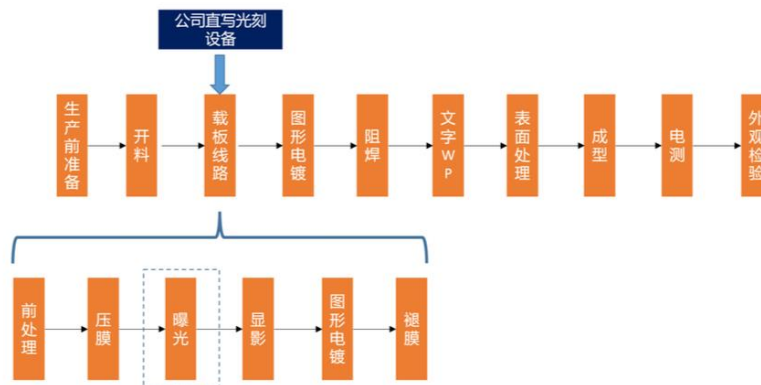 公司直写光刻
设备
生产前准备
开料
载板线路
图形电镀
阻焊
文字WP
表面处理
成型
电测
外观检验
前处理
压膜
曝光
显影
图形电镀
褪膜